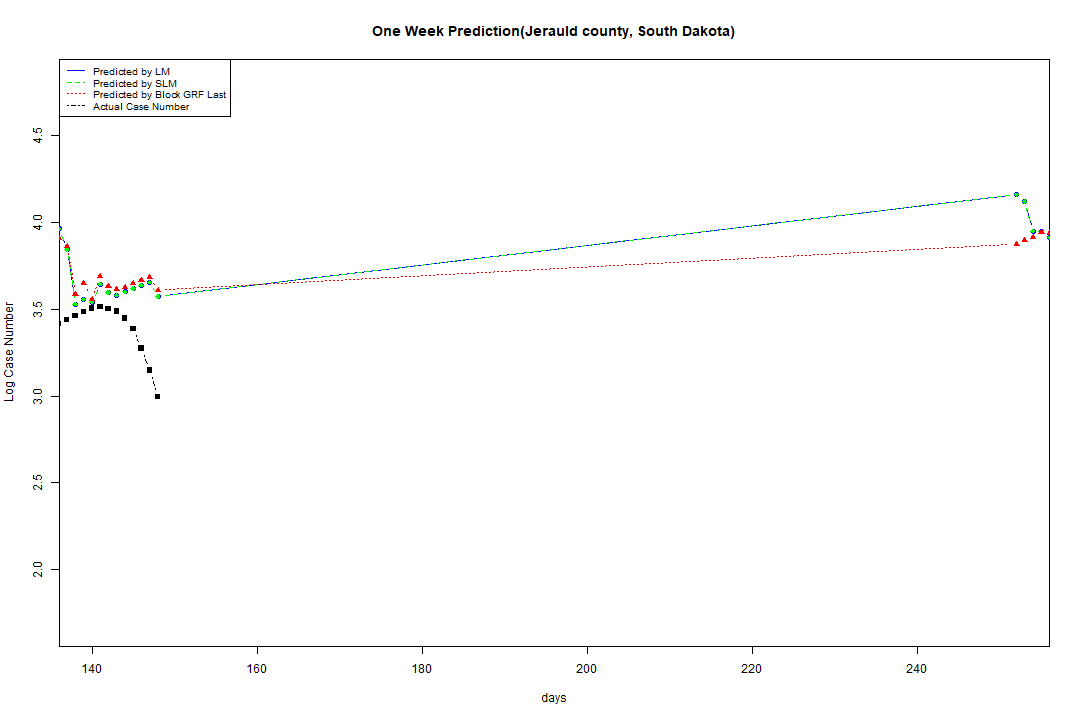 One Week Prediction(Jerauld county, South Dakota)
Predicted by LM
Predicted by SLM
Predicted by Block GRF Last
Actual Case Number
4.5
4.0
3.5
3.0
2.5
2.0
Log Case Number
140 160 180 200 220 240
days